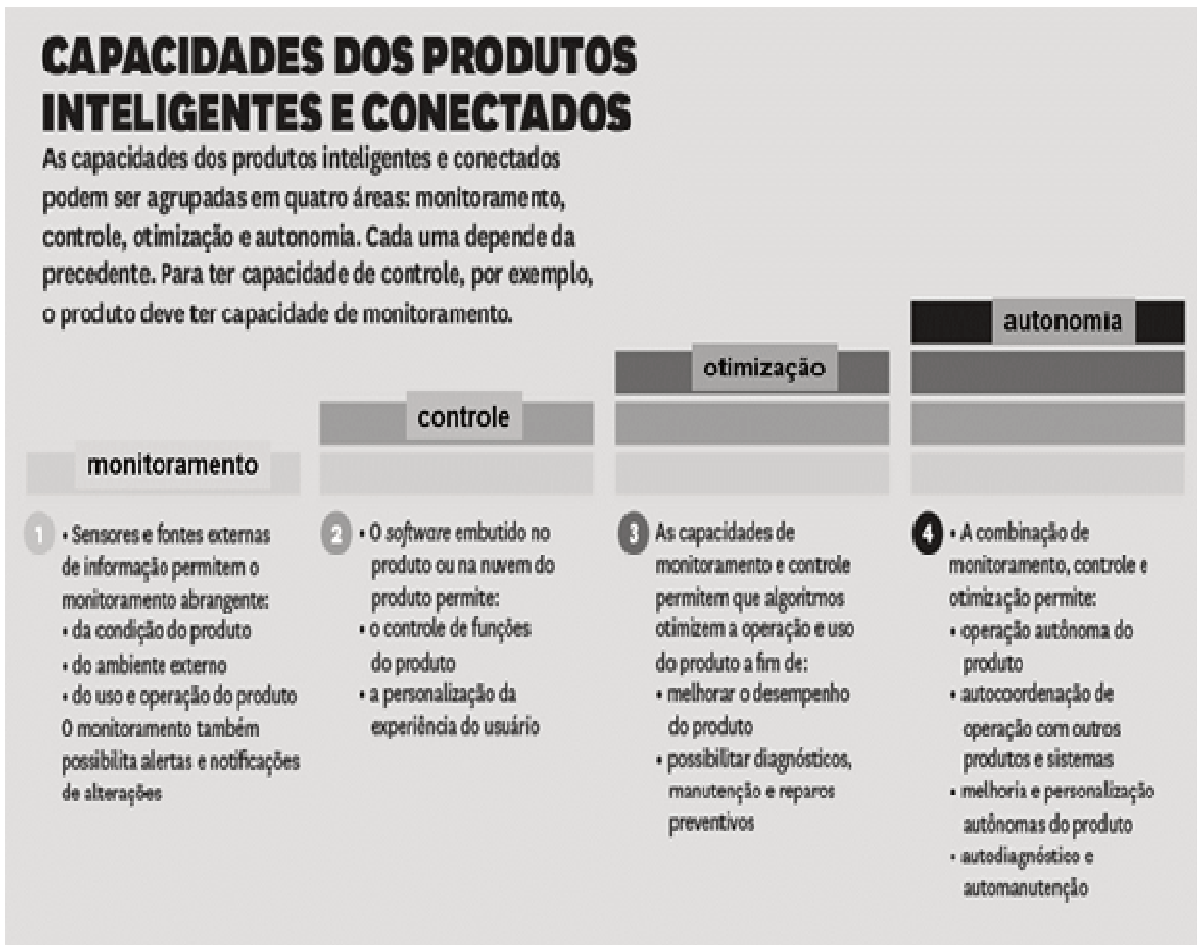 CAPACIDADES DOS PRODUTOS
INTELIGENTES E CONECTADOS
As capacidades dos produtos inteligentes e conectados
podem ser agrupadas em quatro áreas: monitoramento,
controle, otimização e autonomia. Cada uma depende da
precedente. Para ter capacidade de controle, por exemplo,
o produto deve ter capacidade de monitoramento.
monitoramento
1
• Sensores e fontes externas
de informação permitem o
monitoramento abrangente:
• da condição do produto
• do ambiente externo
• do uso e operação do produto
O monitoramento também
possibilita alertas e notificações
de alterações
controle
2
• O software embutido no
produto ou na nuvem do
produto permite:
• o controle de funções
do produto
• a personalização da
experiência do usuário
otimização
3
As capacidades de
monitoramento e controle
permitem que algoritmos
otimizem a operação e uso
do produto a fim de:
• melhorar o desempenho
do produto
• possibilitar diagnósticos,
manutenção e reparos
preventivos
autonomia
4
• A combinação de
monitoramento, controle e
otimização permite:
• operação autônoma do
produto
• autocoordenação de
operação com outros
produtos e sistemas
• melhoria e personalização
autônomas do produto
• autodiagnóstico e
automanutenção